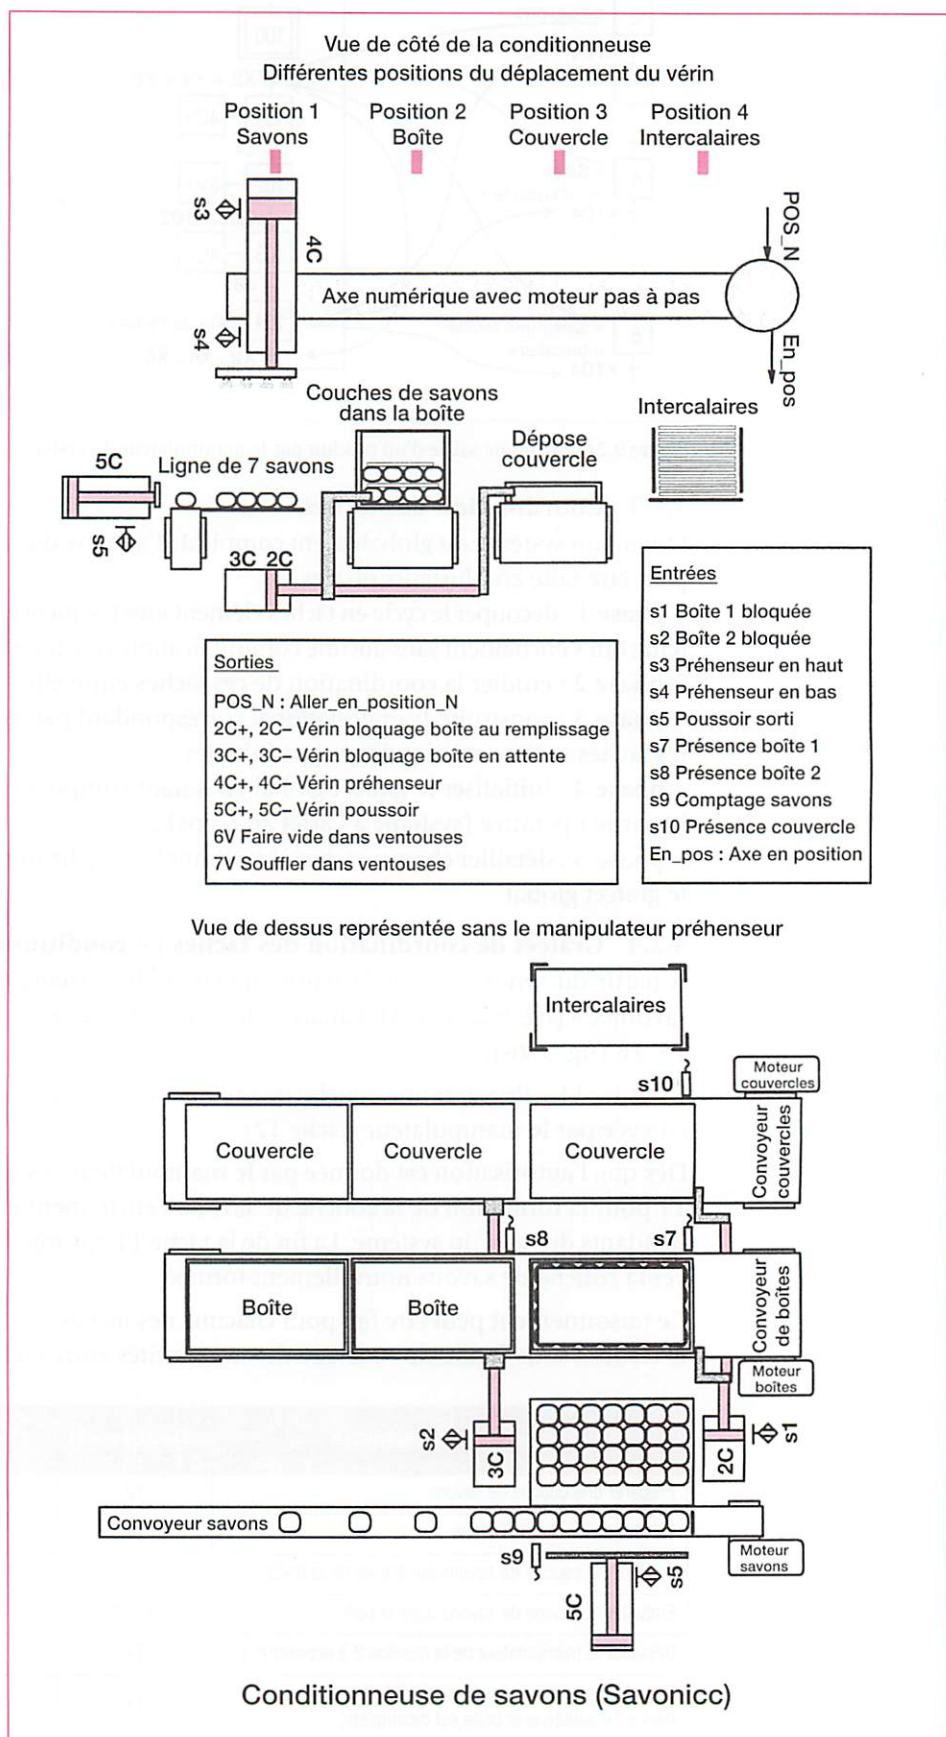 Vue de côté de la conditionneuse
Différentes positions du déplacement du vérin
Position 1
Savons
Position 2
Boîte
Position 3
Couvercle
Position 4
Intercalaires
s3
4C
POS_N
Axe numérique avec moteur pas à pas
s4
En_pos
Couches de savons
dans la boîte
Intercalaires
Dépose
couvercle
5C
Ligne de 7 savons
s5
3C 2C
Sorties
POS_N : Aller_en_position_N
2C+, 2C– Vérin bloquage boîte au remplissage
3C+, 3C– Vérin bloquage boîte en attente
4C+, 4C– Vérin préhenseur
5C+, 5C– Vérin poussoir
6V Faire vide dans ventouses
7V Souffler dans ventouses
Entrées
s1 Boîte 1 bloquée
s2 Boîte 2 bloquée
s3 Préhenseur en haut
s4 Préhenseur en bas
s5 Poussoir sorti
s7 Présence boîte 1
s8 Présence boîte 2
s9 Comptage savons
s10 Présence couvercle
En_pos : Axe en position
Vue de dessus représentée sans le manipulateur préhenseur
Intercalaires
s10
Moteur
couvercles
Couvercle
Couvercle
Couvercle
Convoyeur
couvercles
s8
s7
Boîte
Boîte
Convoyeur
de boîtes
Moteur
boîtes
s2
3C
2C
s1
Convoyeur savons
Moteur
savons
s9
s5
5C
Conditionneuse de savons (Savonicc)